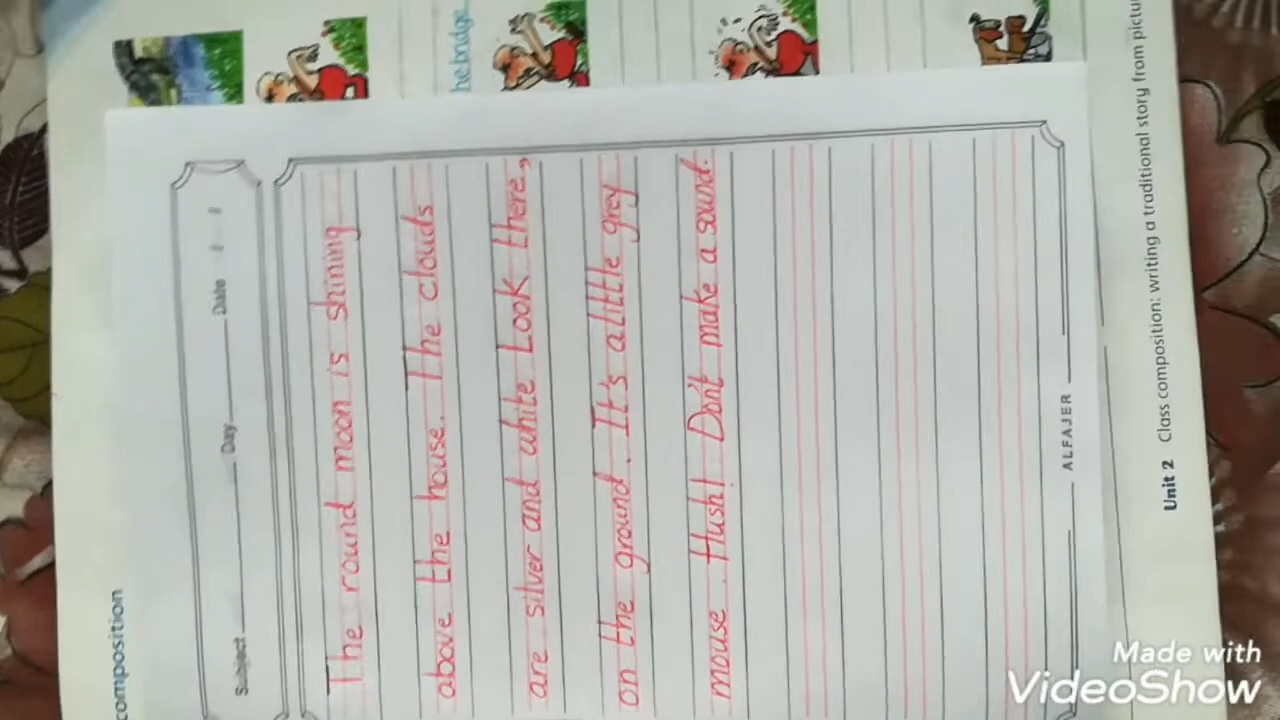 composition
he bridge
Subject Day Date / /
The round moon is shining
above the house. The clouds
are silver and white Look there,
on the ground. It's a little grey
mouse. Hush! Don't make a sound.
ALFAJER
Unit 2 Class composition: writing a traditional story from pictu
Made with
VideoShow